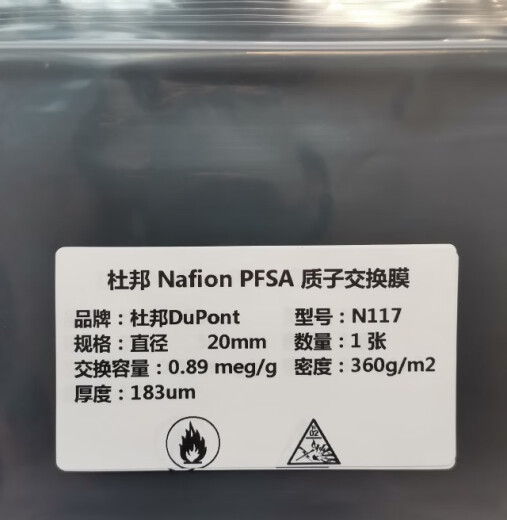 杜邦 Nafion PFSA 质子交换膜
品牌：杜邦DuPont 型号：N117
规格：直径 20mm 数量：1 张
交换容量：0.89 meg/g 密度：360g/m2
厚度：183um
02